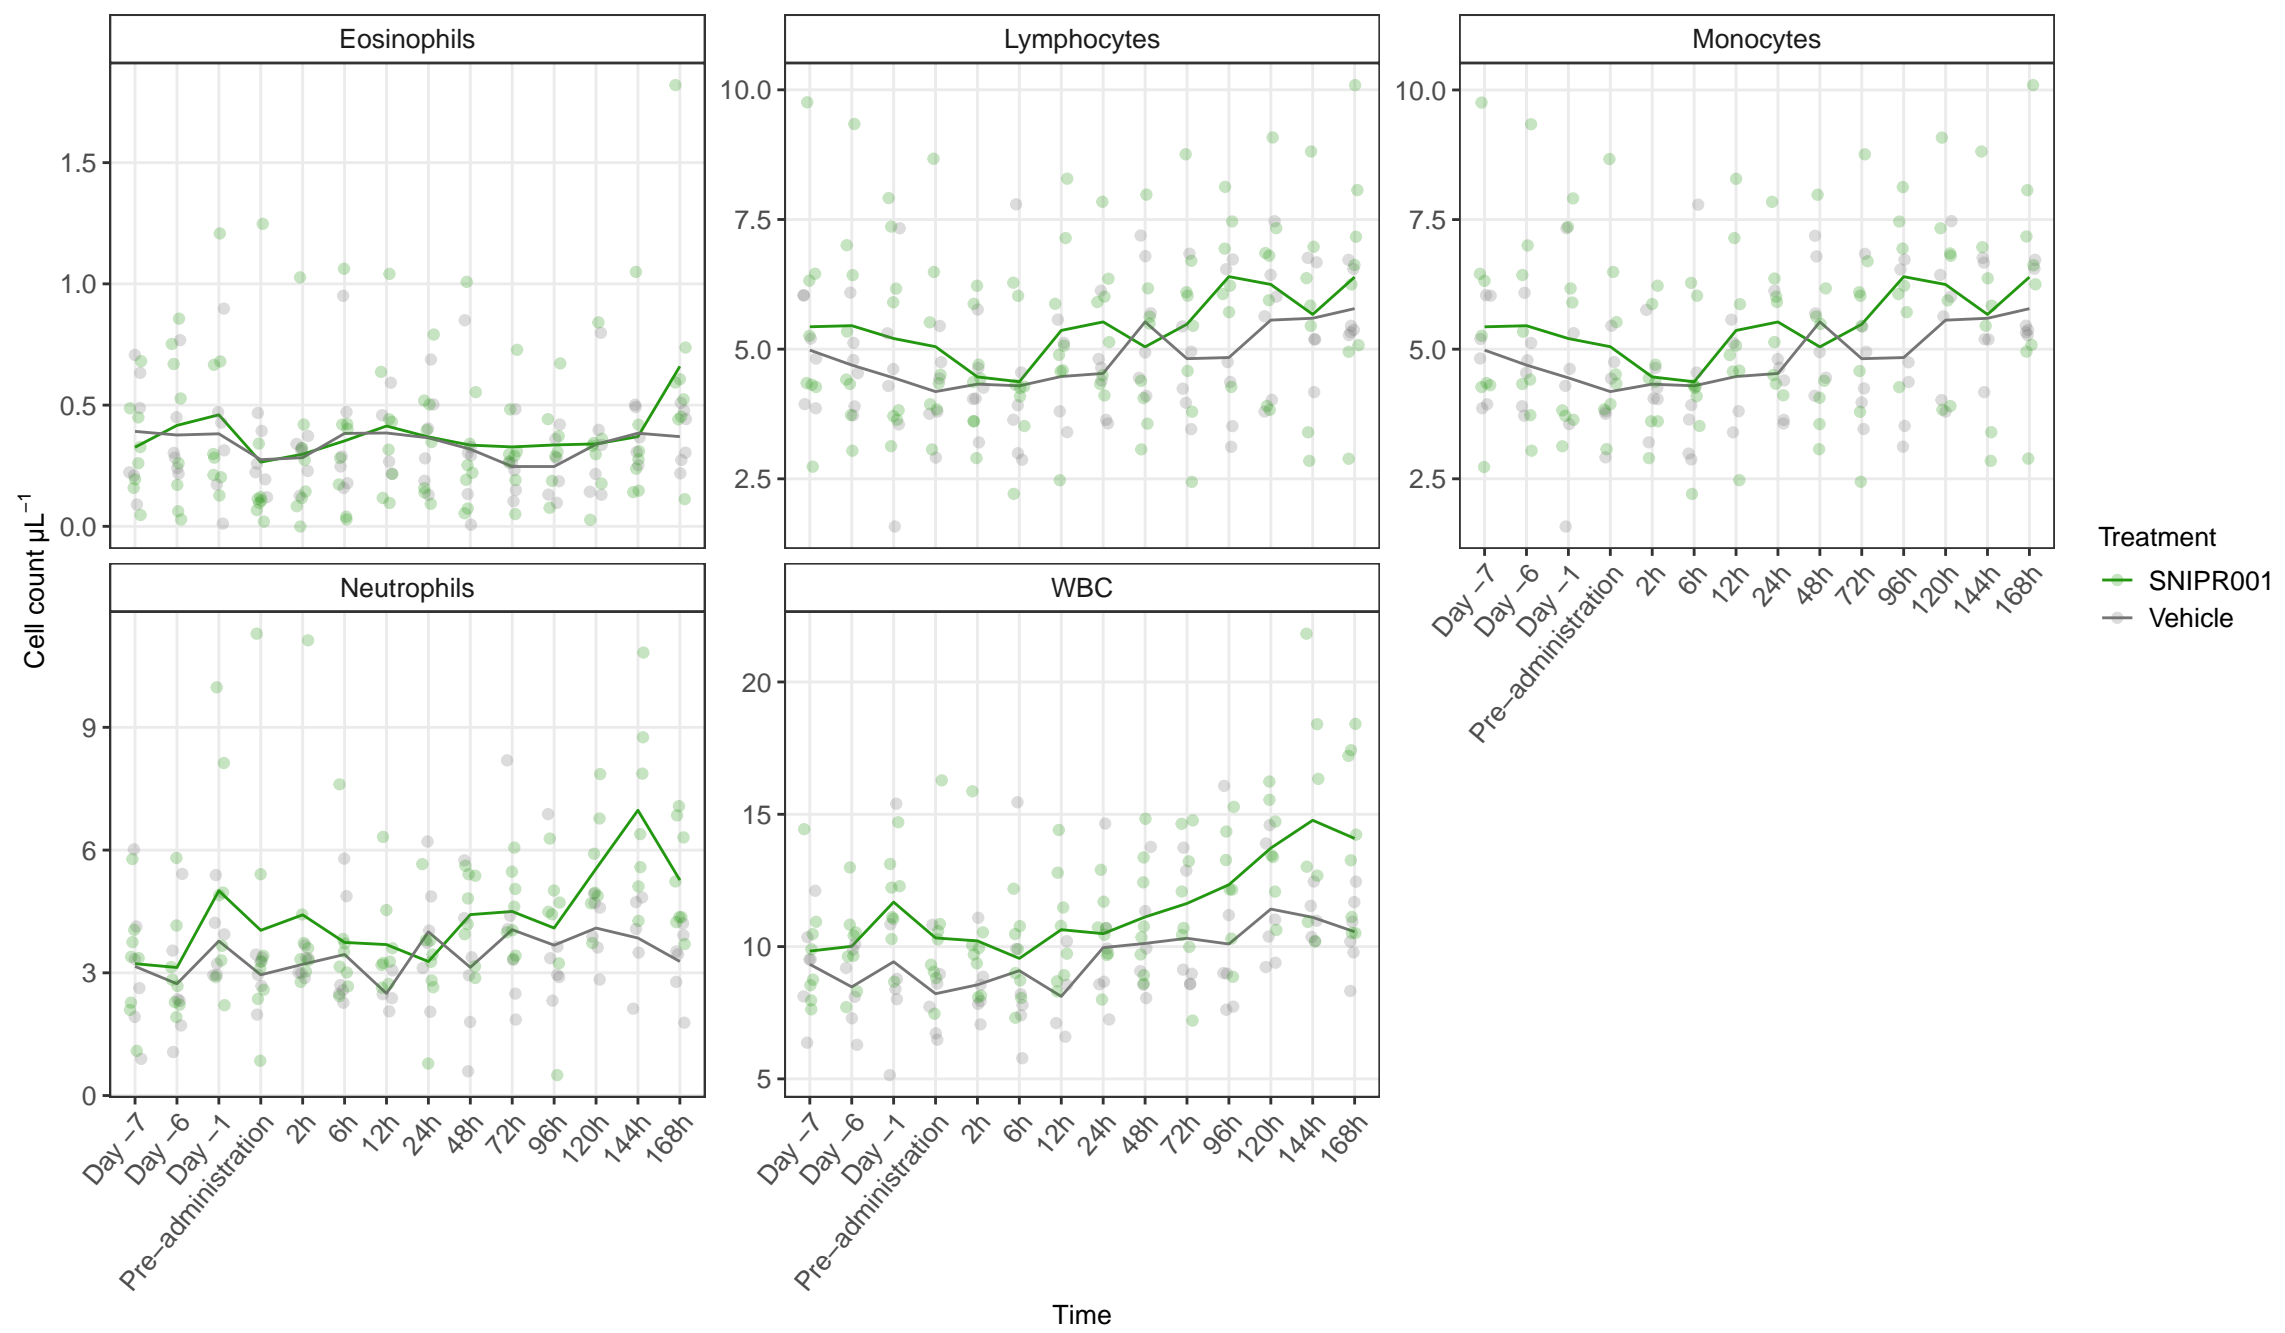 Eosinophils
Lymphocytes
Monocytes
1.5
1.0
0.5
0.0
10.0
7.5
5.0
2.5
10.0
7.5
5.0
2.5
Day −7
Day −6
Day −1
Pre−administration
2h
6h
12h
24h
48h
72h
96h
120h
144h
168h
Cell count µL⁻¹
Treatment
SNIPR001
Vehicle
Neutrophils
WBC
9
6
3
0
20
15
10
5
Day −7
Day −6
Day −1
Pre−administration
2h
6h
12h
24h
48h
72h
96h
120h
144h
168h
Day −7
Day −6
Day −1
Pre−administration
2h
6h
12h
24h
48h
72h
96h
120h
144h
168h
Time